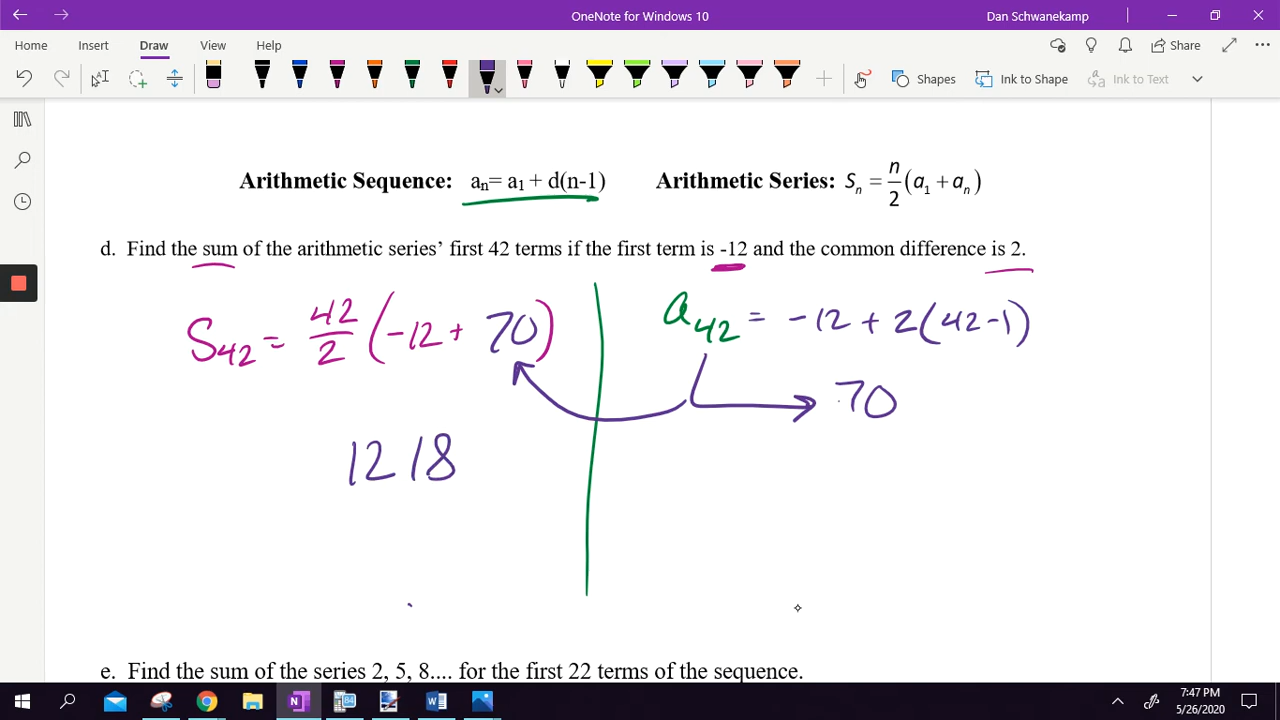 OneNote for Windows 10
Dan Schwanekamp
Home Insert Draw View Help
Share
Shapes Ink to Shape Ink to Text
Arithmetic Sequence: an= a1 + d(n-1) Arithmetic Series: Sn = n/2 (a1 + an)
d. Find the sum of the arithmetic series’ first 42 terms if the first term is -12 and the common difference is 2.
S42 = 42/2 (-12 + 70)
a42 = -12 + 2(42-1)
70
1218
e. Find the sum of the series 2, 5, 8.... for the first 22 terms of the sequence.
7:47 PM
5/26/2020